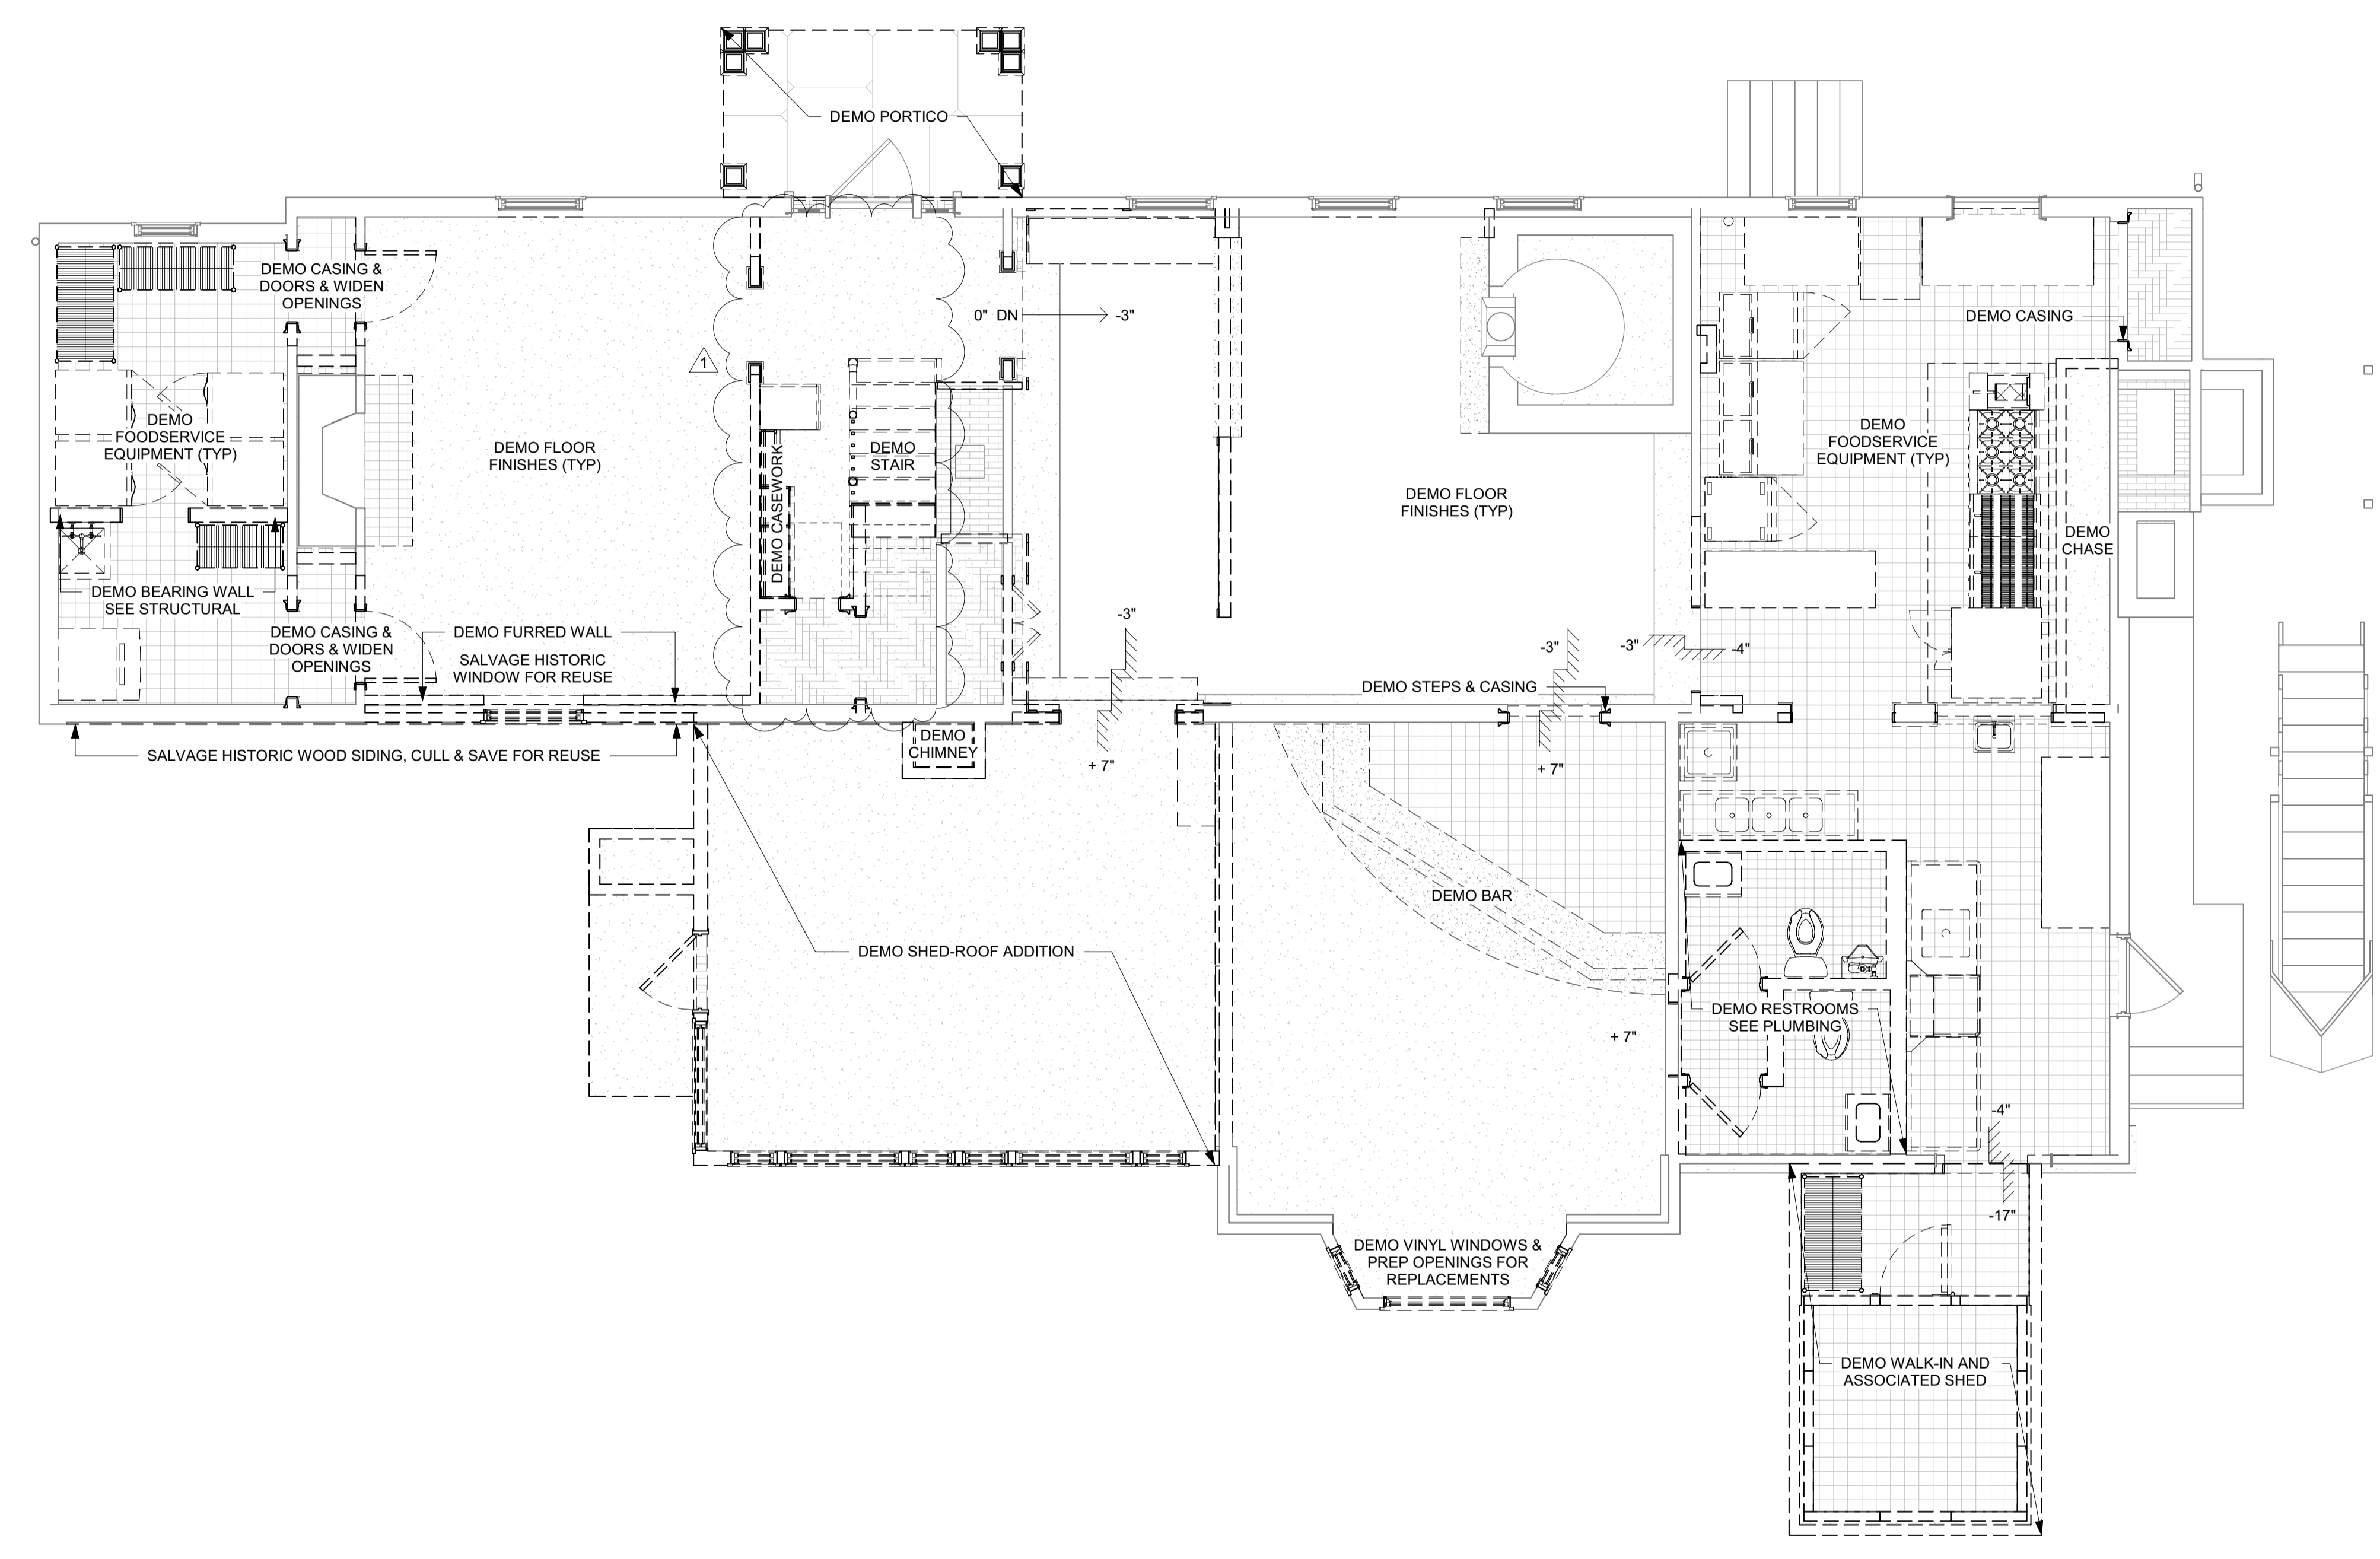 DEMO PORTICO
DEMO CASING &
DOORS & WIDEN
OPENINGS
0" DN
-3"
DEMO CASING
1
DEMO
FOODSERVICE
EQUIPMENT (TYP)
DEMO FLOOR
FINISHES (TYP)
DEMO CASEWORK
DEMO
STAIR
DEMO FLOOR
FINISHES (TYP)
DEMO
FOODSERVICE
EQUIPMENT (TYP)
DEMO
CHASE
DEMO BEARING WALL
SEE STRUCTURAL
DEMO CASING &
DOORS & WIDEN
OPENINGS
DEMO FURRED WALL
SALVAGE HISTORIC
WINDOW FOR REUSE
-3"
+ 7"
-3"
+ 7"
-3"
-4"
DEMO STEPS & CASING
SALVAGE HISTORIC WOOD SIDING, CULL & SAVE FOR REUSE
DEMO
CHIMNEY
DEMO BAR
DEMO SHED-ROOF ADDITION
+ 7"
DEMO RESTROOMS
SEE PLUMBING
-4"
-17"
DEMO VINYL WINDOWS &
PREP OPENINGS FOR
REPLACEMENTS
DEMO WALK-IN AND
ASSOCIATED SHED